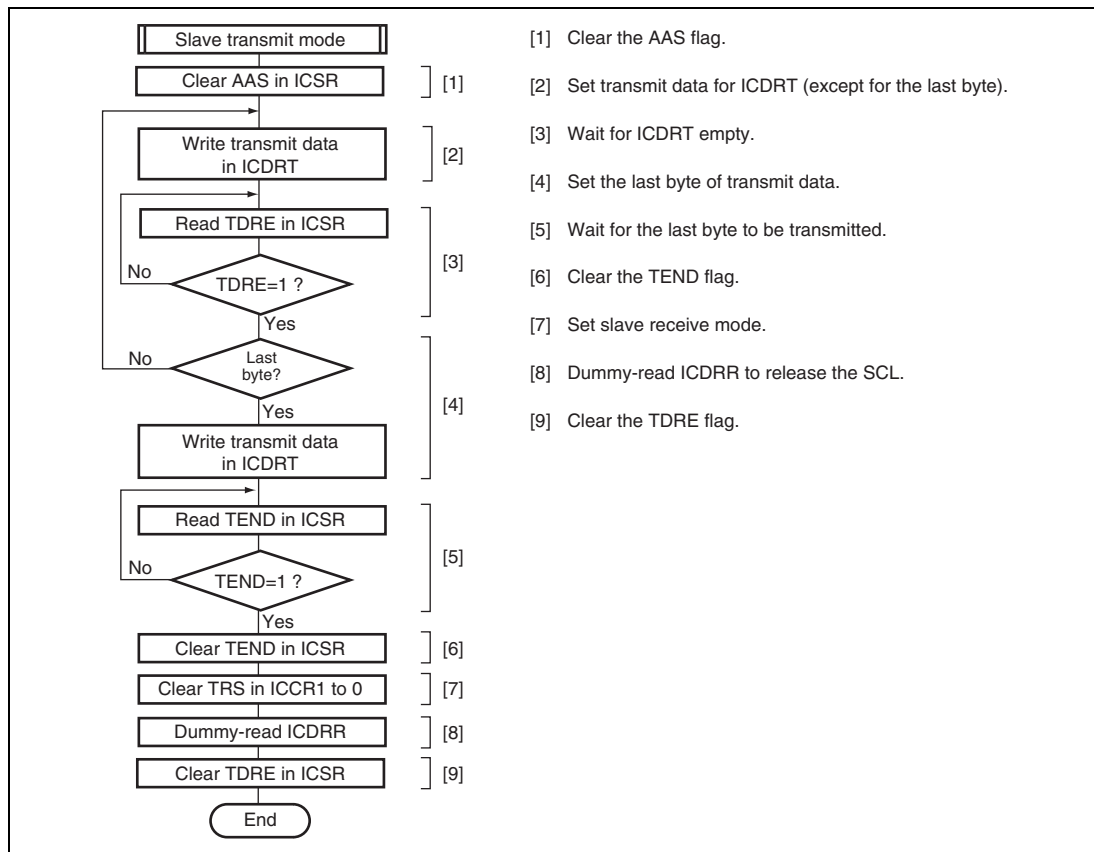 Slave transmit mode
Clear AAS in ICSR
[1]
Write transmit data
in ICDRT
[2]
Read TDRE in ICSR
No
TDRE=1 ?
[3]
Yes
No
Last
byte?
[4]
Yes
Write transmit data
in ICDRT
Read TEND in ICSR
No
TEND=1 ?
[5]
Yes
Clear TEND in ICSR
[6]
Clear TRS in ICCR1 to 0
[7]
Dummy-read ICDRR
[8]
Clear TDRE in ICSR
[9]
End
[1] Clear the AAS flag.
[2] Set transmit data for ICDRT (except for the last byte).
[3] Wait for ICDRT empty.
[4] Set the last byte of transmit data.
[5] Wait for the last byte to be transmitted.
[6] Clear the TEND flag.
[7] Set slave receive mode.
[8] Dummy-read ICDRR to release the SCL.
[9] Clear the TDRE flag.